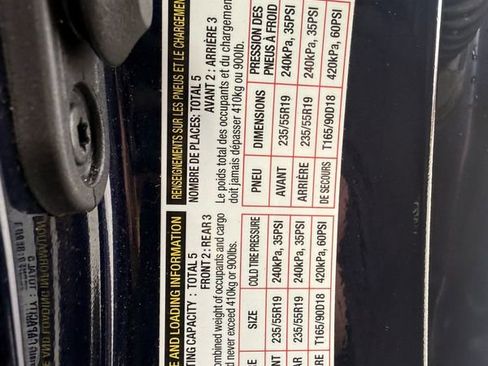 E AND LOADING INFORMATION
TING CAPACITY : TOTAL 5
FRONT 2 : REAR 3
ombined weight of occupants and cargo
d never exceed 410kg or 900lbs.
E SIZE COLD TIRE PRESSURE
NT 235/55R19 240kPa, 35PSI
AR 235/55R19 240kPa, 35PSI
RE T165/90D18 420kPa, 60PSI
RENSEIGNEMENTS SUR LES PNEUS ET LE CHARGEMENT
NOMBRE DE PLACES: TOTAL 5
AVANT 2 : ARRIÈRE 3
Le poids total des occupants et du chargement
doit jamais dépasser 410kg ou 900lb.
PNEU DIMENSIONS PRESSION DES PNEUS À FROID
AVANT 235/55R19 240kPa, 35PSI
ARRIÈRE 235/55R19 240kPa, 35PSI
DE SECOURS T165/90D18 420kPa, 60PSI